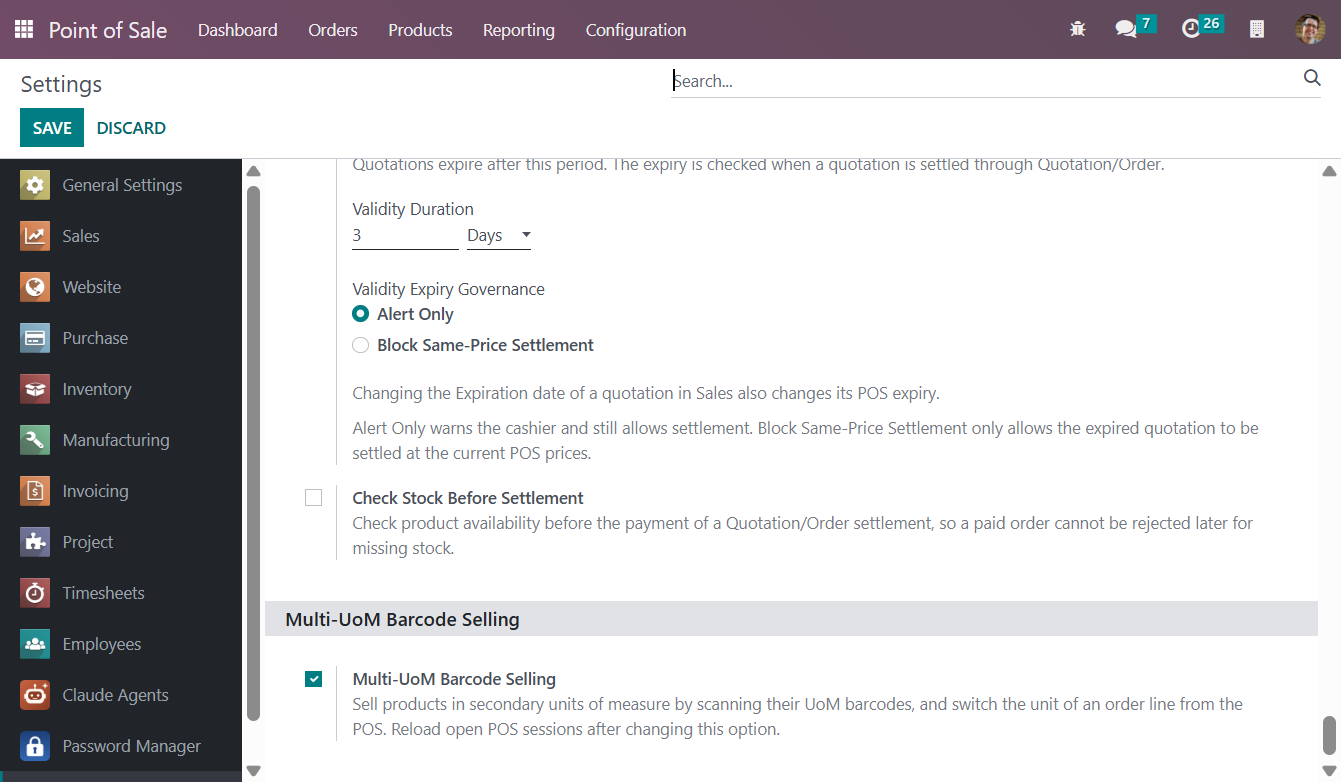 Point of Sale
Dashboard
Orders
Products
Reporting
Configuration
7
26
Settings
Search...
SAVE
DISCARD
General Settings
Sales
Website
Purchase
Inventory
Manufacturing
Invoicing
Project
Timesheets
Employees
Claude Agents
Password Manager
Quotations expire after this period. The expiry is checked when a quotation is settled through Quotation/Order.
Validity Duration
3
Days
Validity Expiry Governance
Alert Only
Block Same-Price Settlement
Changing the Expiration date of a quotation in Sales also changes its POS expiry.
Alert Only warns the cashier and still allows settlement. Block Same-Price Settlement only allows the expired quotation to be
settled at the current POS prices.
Check Stock Before Settlement
Check product availability before the payment of a Quotation/Order settlement, so a paid order cannot be rejected later for
missing stock.
Multi-UoM Barcode Selling
Multi-UoM Barcode Selling
Sell products in secondary units of measure by scanning their UoM barcodes, and switch the unit of an order line from the
POS. Reload open POS sessions after changing this option.